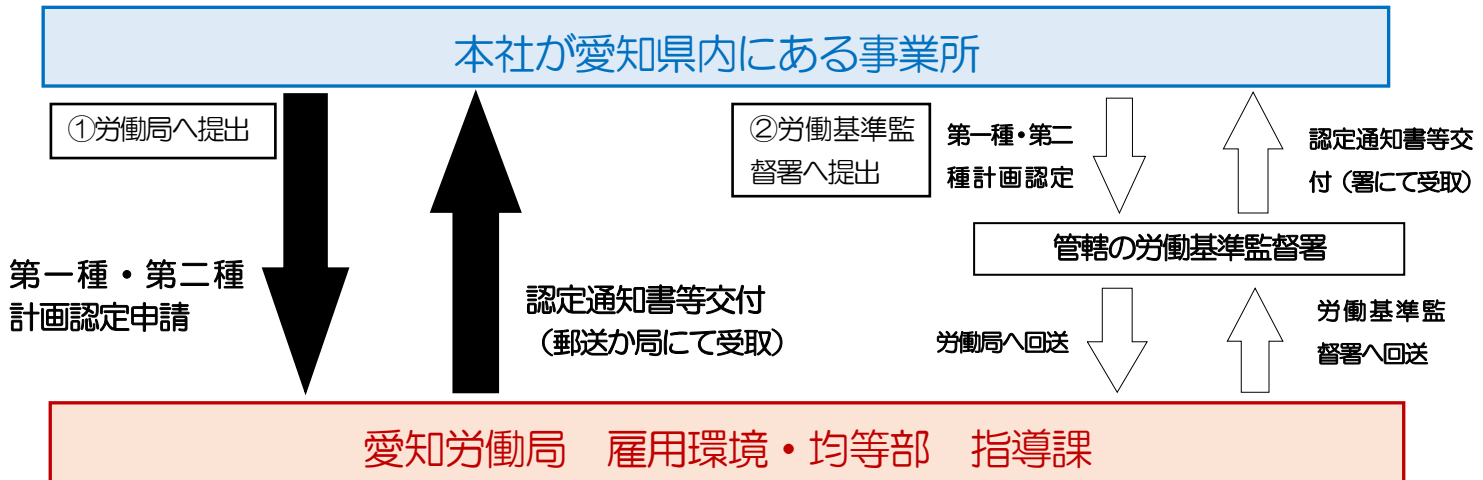 本社が愛知県内にある事業所
①労働局へ提出
第一種・第二種
計画認定申請
認定通知書等交付
（郵送か局にて受取）
②労働基準監
督署へ提出
第一種・第二
種計画認定
認定通知書等交
付（署にて受取）
管轄の労働基準監督署
労働局へ回送
労働基準監
督署へ回送
愛知労働局　雇用環境・均等部　指導課